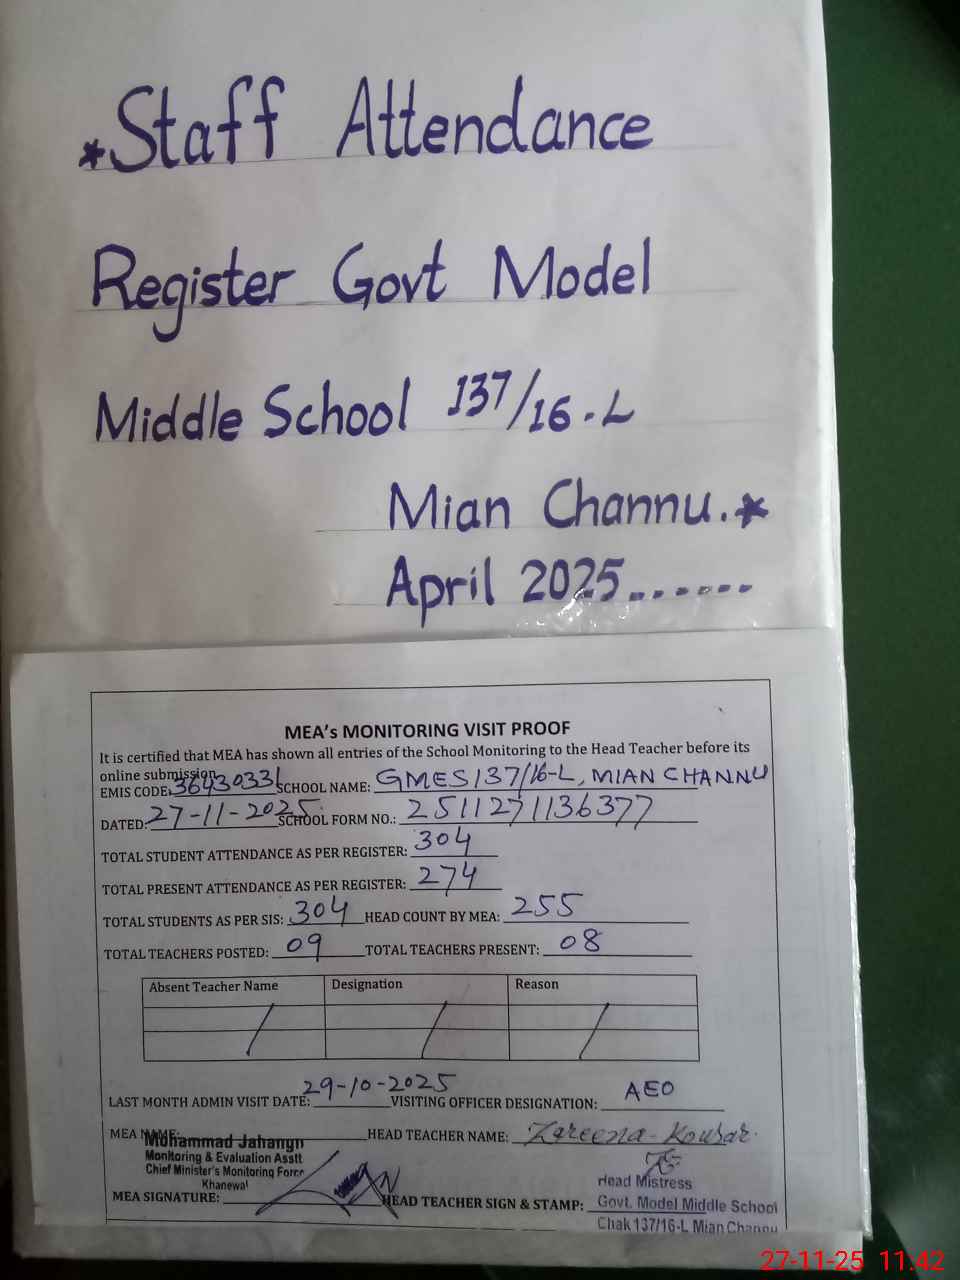 *Staff Attendance
Register Govt Model
Middle School 137/16-L
Mian Channu.*
April 2025.......
MEA's MONITORING VISIT PROOF
It is certified that MEA has shown all entries of the School Monitoring to the Head Teacher before its
online submission.
EMIS CODE: 36430331 SCHOOL NAME: GMES 137/16-L, MIAN CHANNU
DATED: 27-11-2025 SCHOOL FORM NO.: 2511271136377
TOTAL STUDENT ATTENDANCE AS PER REGISTER: 304
TOTAL PRESENT ATTENDANCE AS PER REGISTER: 274
TOTAL STUDENTS AS PER SIS: 304 HEAD COUNT BY MEA: 255
TOTAL TEACHERS POSTED: 09 TOTAL TEACHERS PRESENT: 08
Absent Teacher Name Designation Reason
LAST MONTH ADMIN VISIT DATE: 29-10-2025 VISITING OFFICER DESIGNATION: AEO
MEA NAME: HEAD TEACHER NAME: Zareena Kousar.
Muhammad Jahangir
Monitoring & Evaluation Asstt
Chief Minister's Monitoring Force
Khanewal
MEA SIGNATURE: HEAD TEACHER SIGN & STAMP:
Head Mistress
Govt. Model Middle School
Chak 137/16-L Mian Channu
27-11-25 11:42